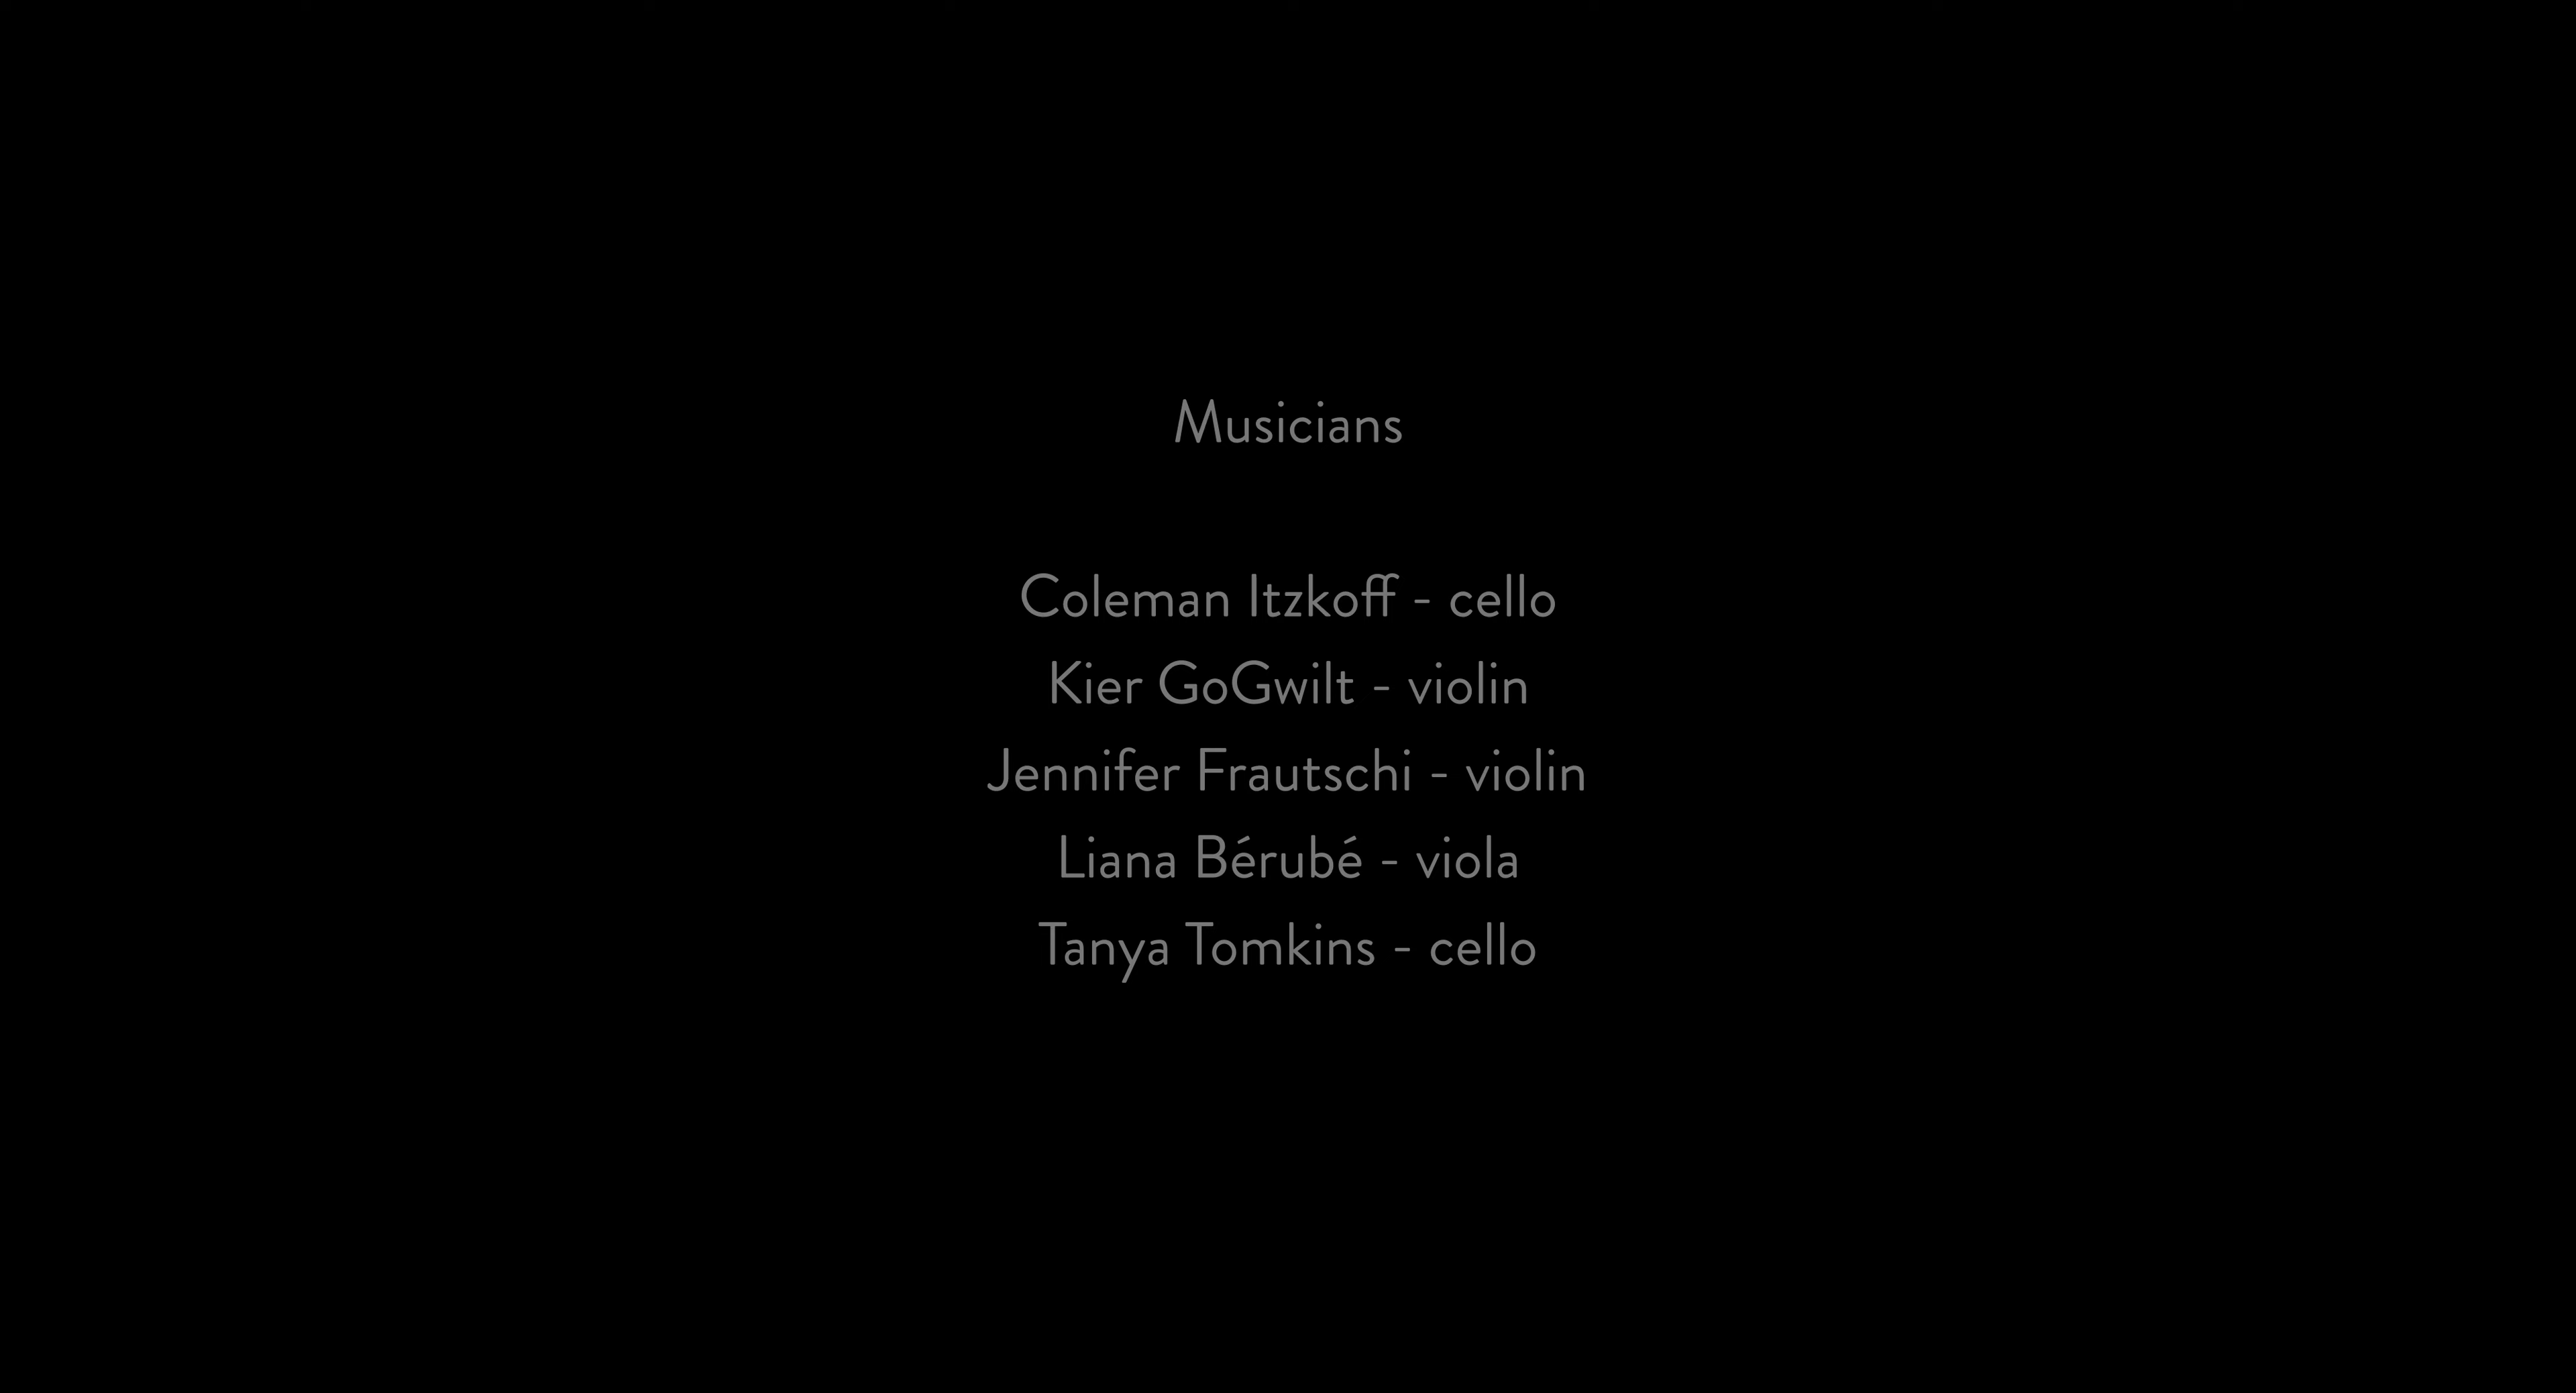 Musicians
Coleman Itzkoff - cello
Kier GoGwilt - violin
Jennifer Frautschi - violin
Liana Bérubé - viola
Tanya Tomkins - cello